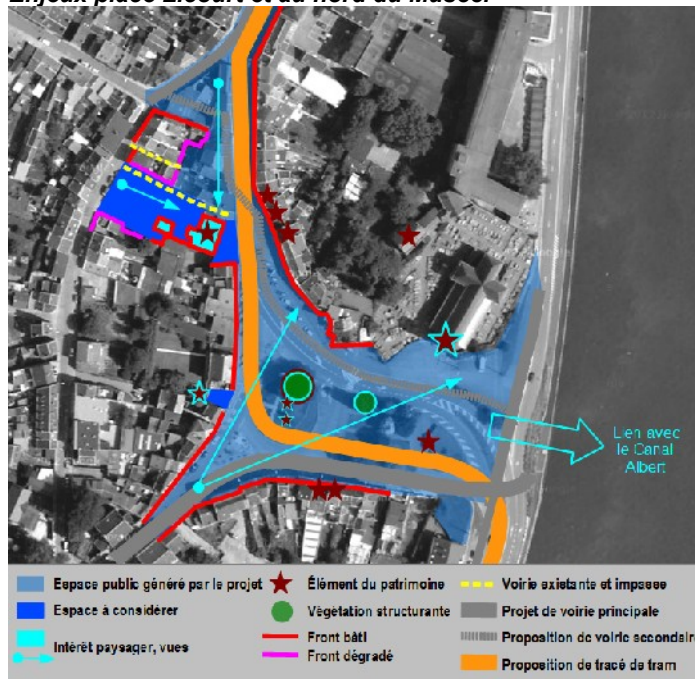 Enjeux place Licourt et au nord du Musée.
Lien avec
le Canal
Albert
Espace public généré par le projet
Espace à considérer
Intérêt paysager, vues
Élément du patrimoine
Végétation structurante
Front bâti
Front dégradé
Voirie existante et impasse
Projet de voirie principale
Proposition de voirie secondaire
Proposition de tracé de tram